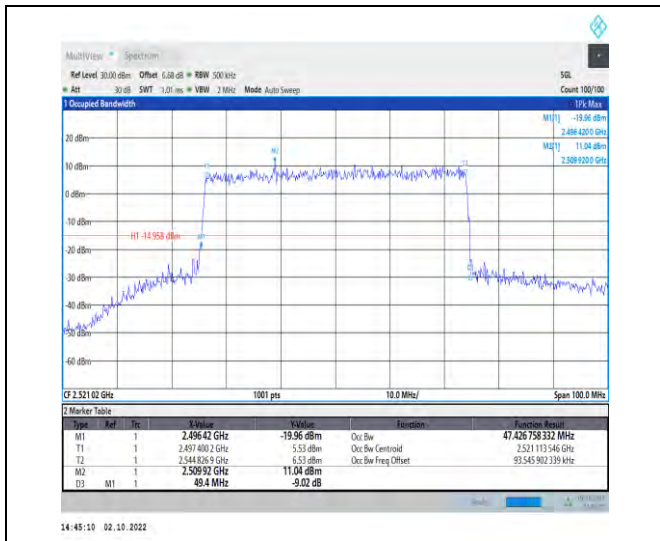 MultiView Spectrum
Ref Level 30.00 dBm Offset 6.68 dB RBW 500 kHz SGL
Att 30 dB SWT 1.01 ms VBW 2 MHz Mode Auto Sweep Count 100/100
1 Occupied Bandwidth 1Pk Max
M1[1] -19.96 dBm
2.496 4200 GHz
M2[1] 11.04 dBm
2.509 9200 GHz
20 dBm
M2
10 dBm
0 dBm
-10 dBm
H1 -14.958 dBm
-20 dBm
-30 dBm
-40 dBm
-50 dBm
-60 dBm
CF 2.521 02 GHz 1001 pts 10.0 MHz/ Span 100.0 MHz
2 Marker Table
Type Ref Trc X-Value Y-Value Function Function Result
M1 1 2.496 42 GHz -19.96 dBm Occ Bw 47.426 758 332 MHz
T1 1 2.497 400 2 GHz 5.53 dBm Occ Bw Centroid 2.521 113 546 GHz
T2 1 2.544 826 9 GHz 6.53 dBm Occ Bw Freq Offset 93.545 902 339 kHz
M2 1 2.509 92 GHz 11.04 dBm
D3 M1 1 49.4 MHz -9.02 dB
14:45:10 02.10.2022